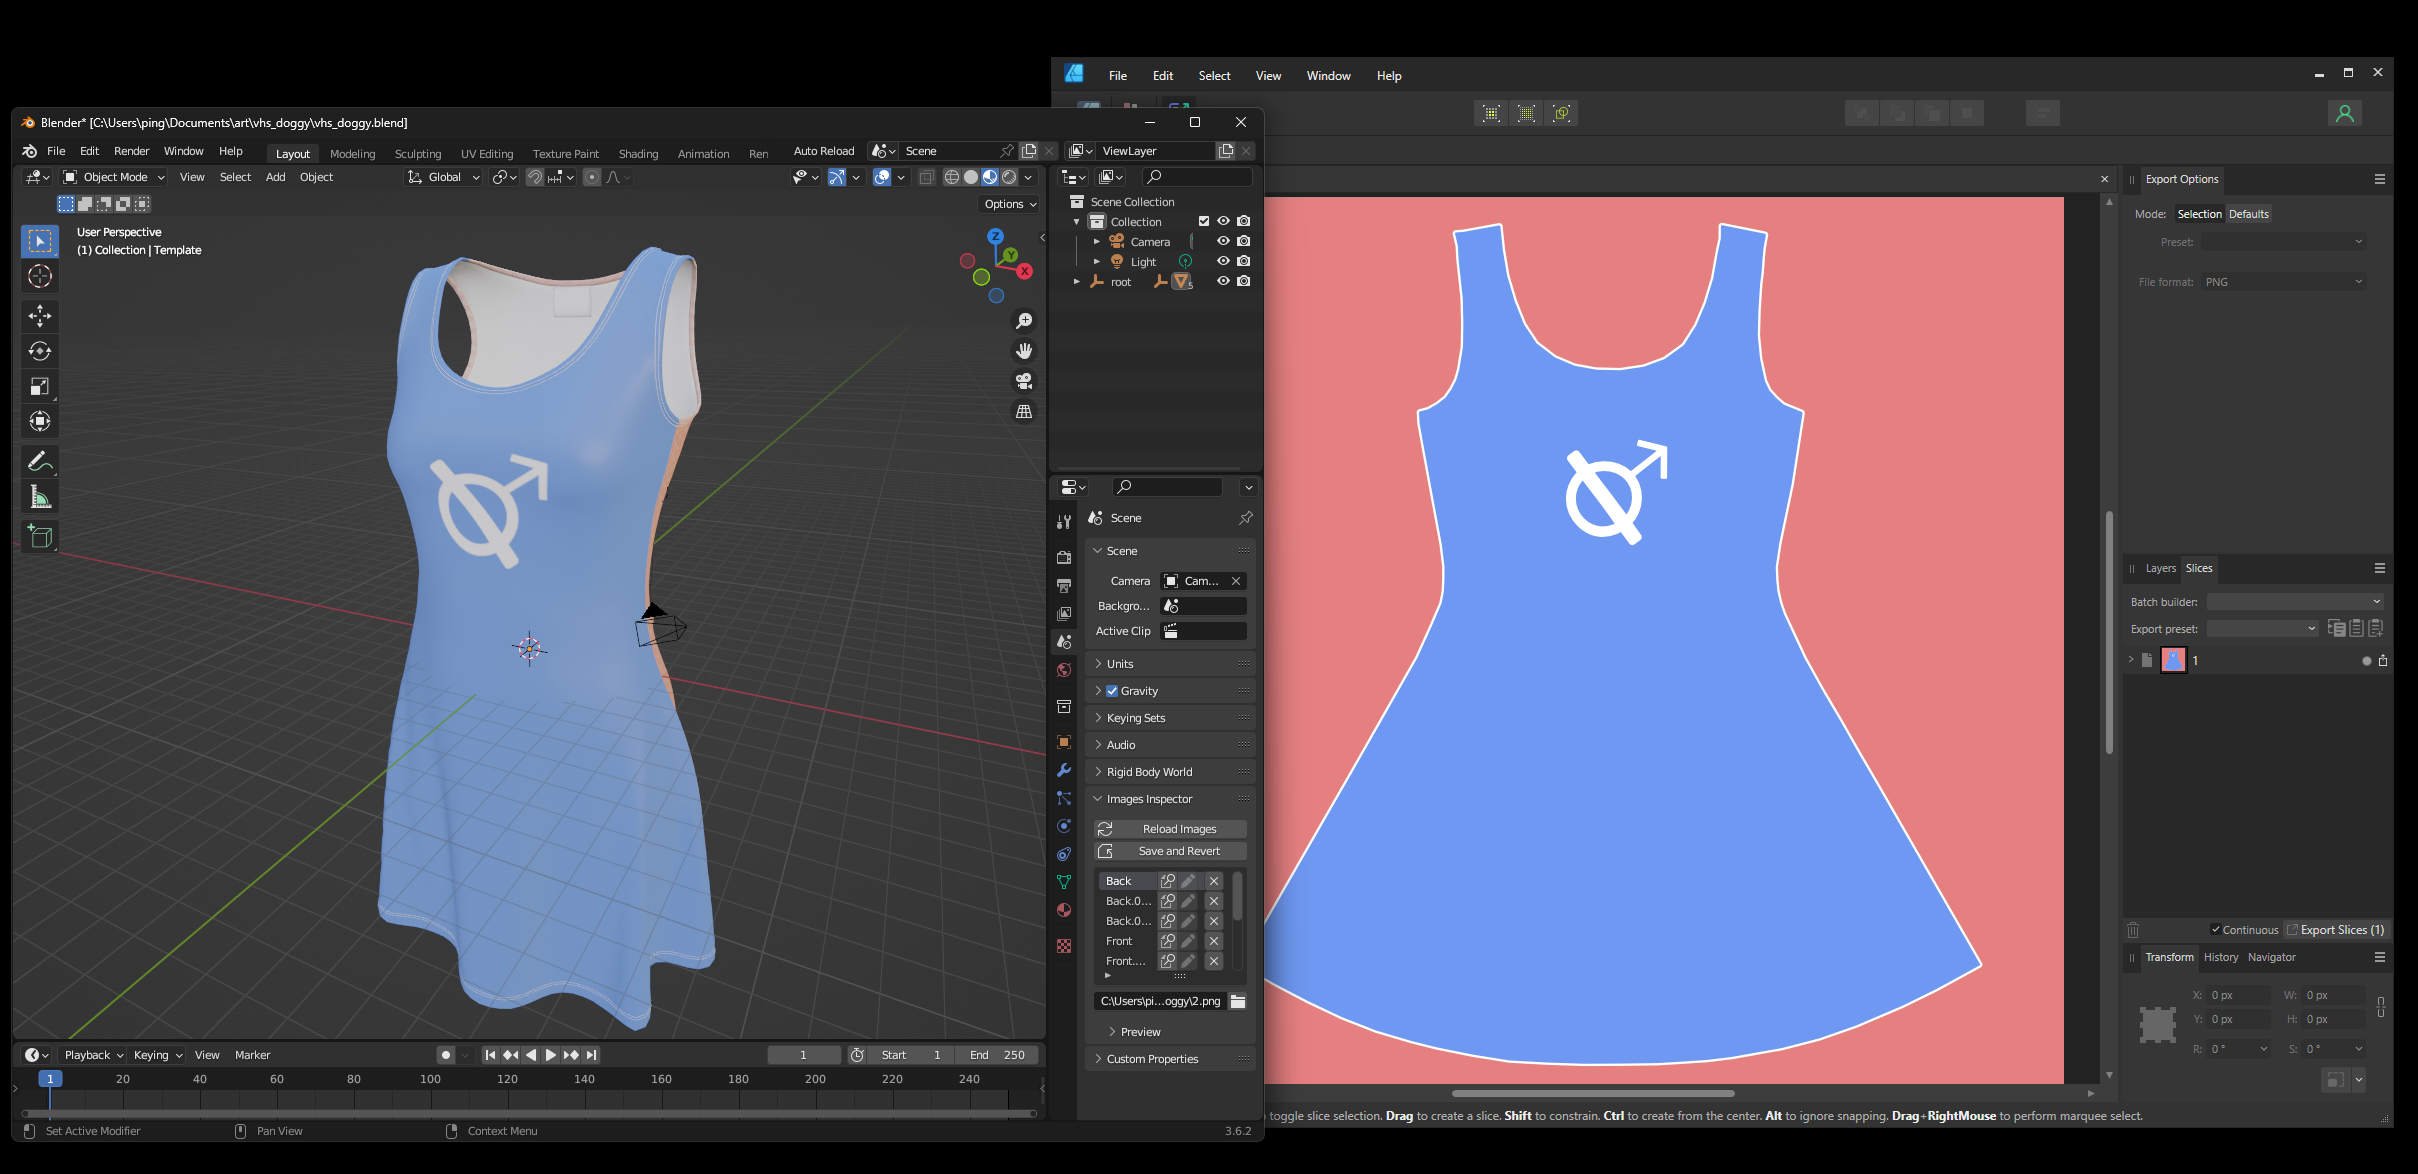 File Edit Select View Window Help
Blender* [C:\Users\ping\Documents\art\vhs_doggy\vhs_doggy.blend]
File Edit Render Window Help Layout Modeling Sculpting UV Editing Texture Paint Shading Animation Ren Auto Reload Scene ViewLayer
Object Mode View Select Add Object Global
Options
User Perspective
(1) Collection | Template
Z
Y
X
Scene Collection
Collection
Camera
Light
root 5
Scene
Scene
Camera Cam...
Backgro...
Active Clip
Units
Gravity
Keying Sets
Audio
Rigid Body World
Images Inspector
Reload Images
Save and Revert
Back
Back.0...
Back.0...
Front
Front....
C:\Users\pi...oggy\2.png
Preview
Custom Properties
Playback Keying View Marker 1 Start 1 End 250
1 20 40 60 80 100 120 140 160 180 200 220 240
Set Active Modifier Pan View Context Menu 3.6.2
Export Options
Mode: Selection Defaults
Preset:
File format: PNG
Layers Slices
Batch builder:
Export preset:
1
Continuous Export Slices (1)
Transform History Navigator
X: 0 px W: 0 px
Y: 0 px H: 0 px
R: 0 ° S: 0 °
toggle slice selection. Drag to create a slice. Shift to constrain. Ctrl to create from the center. Alt to ignore snapping. Drag+RightMouse to perform marquee select.